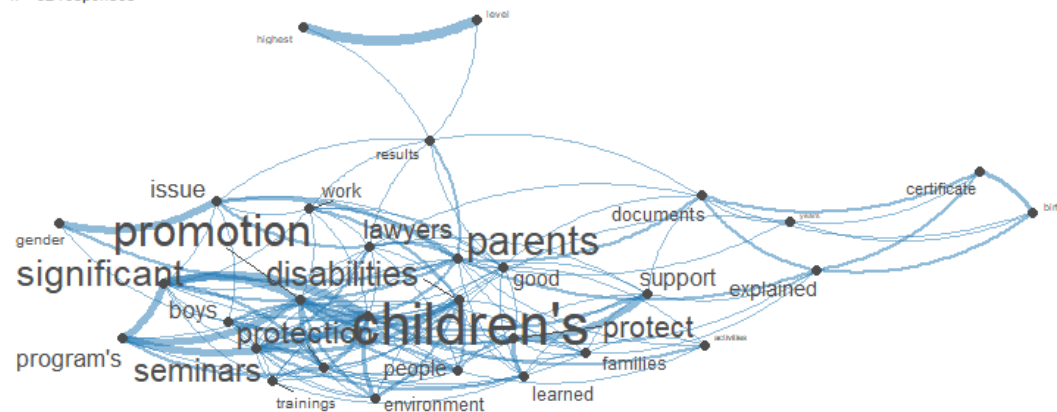 level
highest
results
issue
work
certificate
birt
documents
years
gender
promotion
lawyers
parents
significant
disabilities
good
support
explained
boys
protection
children's
protect
activities
program's
seminars
people
families
trainings
environment
learned